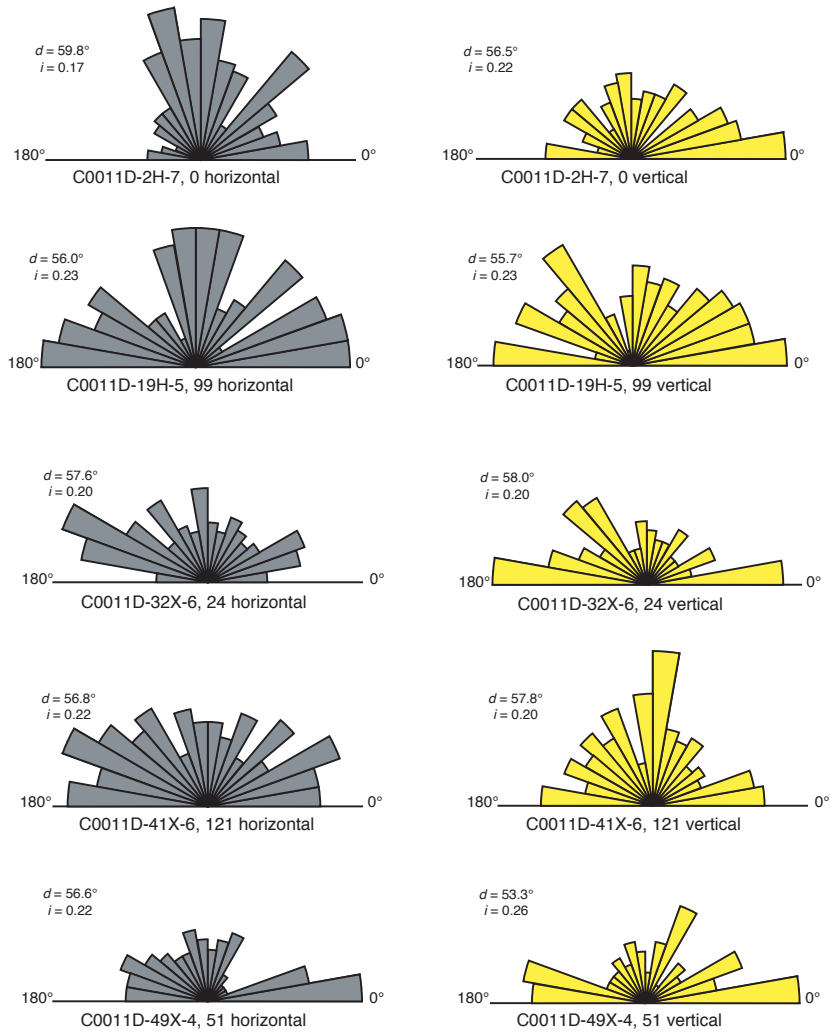 d = 59.8°
i = 0.17
180°
0°
C0011D-2H-7, 0 horizontal
d = 56.5°
i = 0.22
180°
0°
C0011D-2H-7, 0 vertical
d = 56.0°
i = 0.23
180°
0°
C0011D-19H-5, 99 horizontal
d = 55.7°
i = 0.23
180°
0°
C0011D-19H-5, 99 vertical
d = 57.6°
i = 0.20
180°
0°
C0011D-32X-6, 24 horizontal
d = 58.0°
i = 0.20
180°
0°
C0011D-32X-6, 24 vertical
d = 56.8°
i = 0.22
180°
0°
C0011D-41X-6, 121 horizontal
d = 57.8°
i = 0.20
180°
0°
C0011D-41X-6, 121 vertical
d = 56.6°
i = 0.22
180°
0°
C0011D-49X-4, 51 horizontal
d = 53.3°
i = 0.26
180°
0°
C0011D-49X-4, 51 vertical